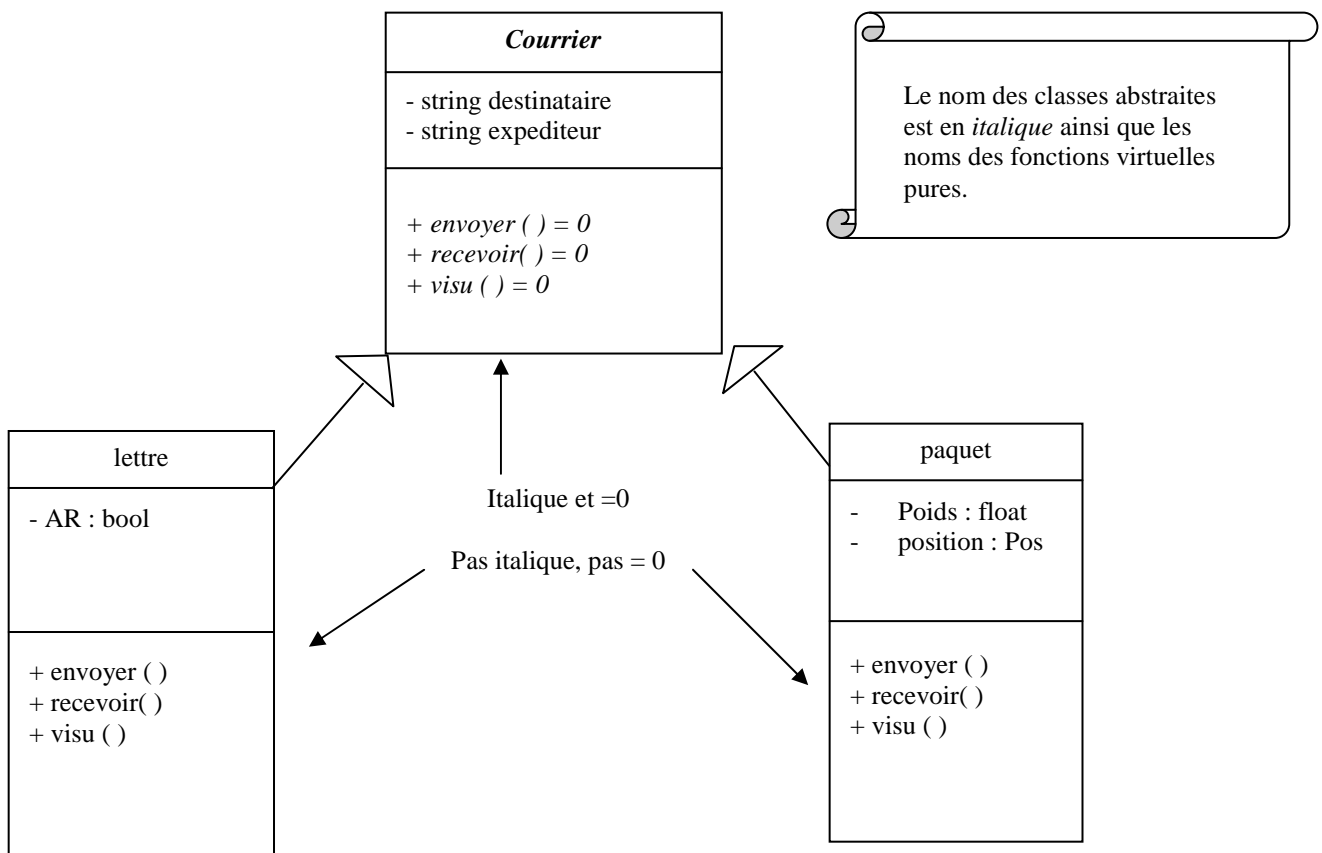 Courrier
- string destinataire
- string expediteur
+ envoyer ( ) = 0
+ recevoir( ) = 0
+ visu ( ) = 0
Le nom des classes abstraites
est en italique ainsi que les
noms des fonctions virtuelles
pures.
lettre
- AR : bool
+ envoyer ( )
+ recevoir( )
+ visu ( )
Italique et =0
Pas italique, pas = 0
paquet
- Poids : float
- position : Pos
+ envoyer ( )
+ recevoir( )
+ visu ( )